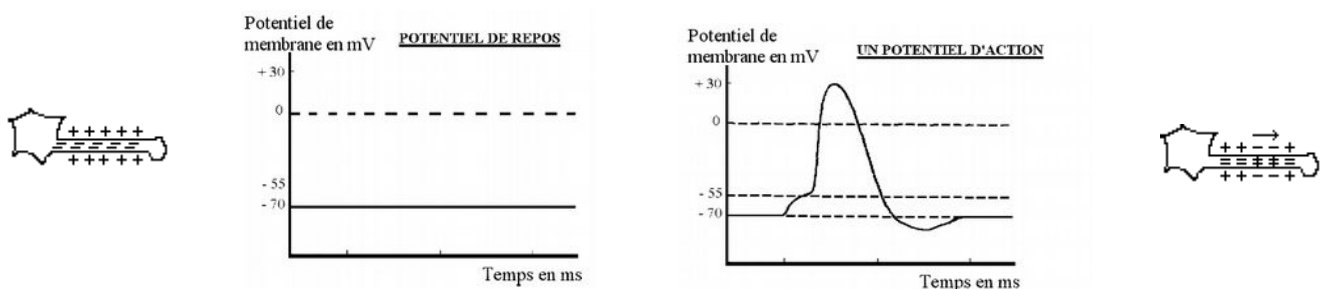 Potentiel de
membrane en mV
POTENTIEL DE REPOS
+ 30
0
- 55
- 70
Temps en ms
+ + + + +
+ + + + +
Potentiel de
membrane en mV
UN POTENTIEL D'ACTION
+ 30
0
- 55
- 70
Temps en ms
+ + - +
+ + - - +